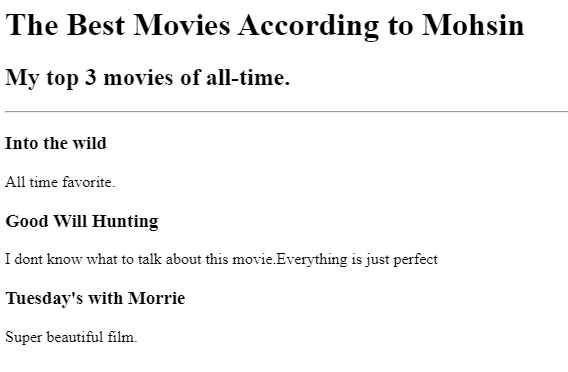 The Best Movies According to Mohsin
My top 3 movies of all-time.
Into the wild
All time favorite.
Good Will Hunting
I dont know what to talk about this movie.Everything is just perfect
Tuesday's with Morrie
Super beautiful film.